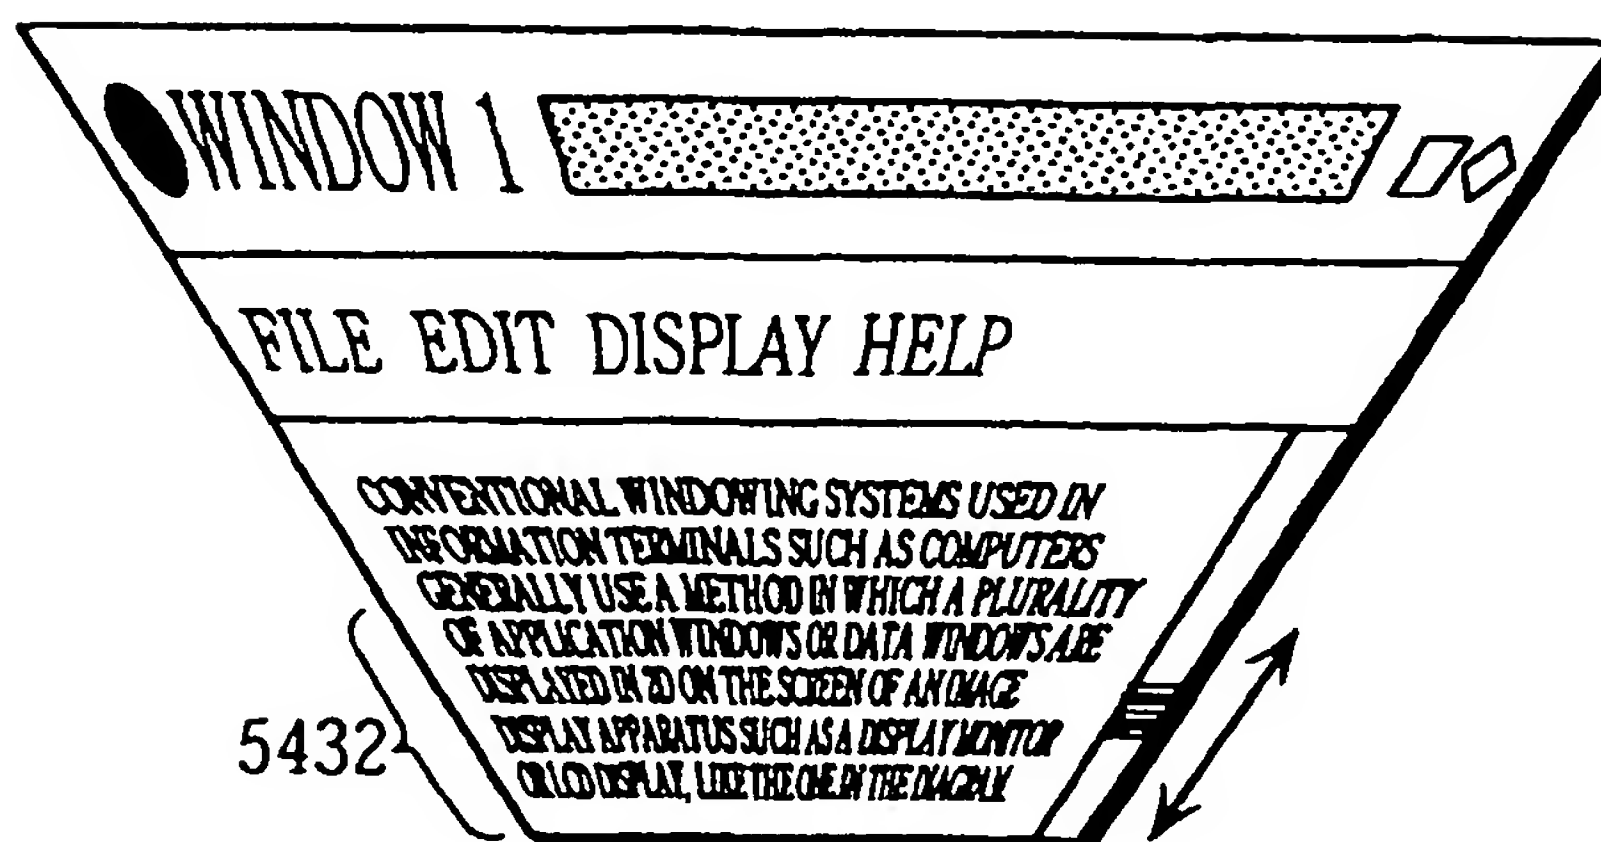 WINDOW 1
FILE EDIT DISPLAY HELP
CONVENTIONAL WINDOWING SYSTEMS USED IN
INFORMATION TERMINALS SUCH AS COMPUTERS
GENERALLY USE A METHOD IN WHICH A PLURALITY
OF APPLICATION WINDOWS OR DATA WINDOWS ARE
DISPLAYED IN 2D ON THE SCREEN OF AN IMAGE
DISPLAY APPARATUS SUCH AS A DISPLAY MONITOR
OR LCD DISPLAY, LIKE THE ONE IN THE DIAGRAM
5432